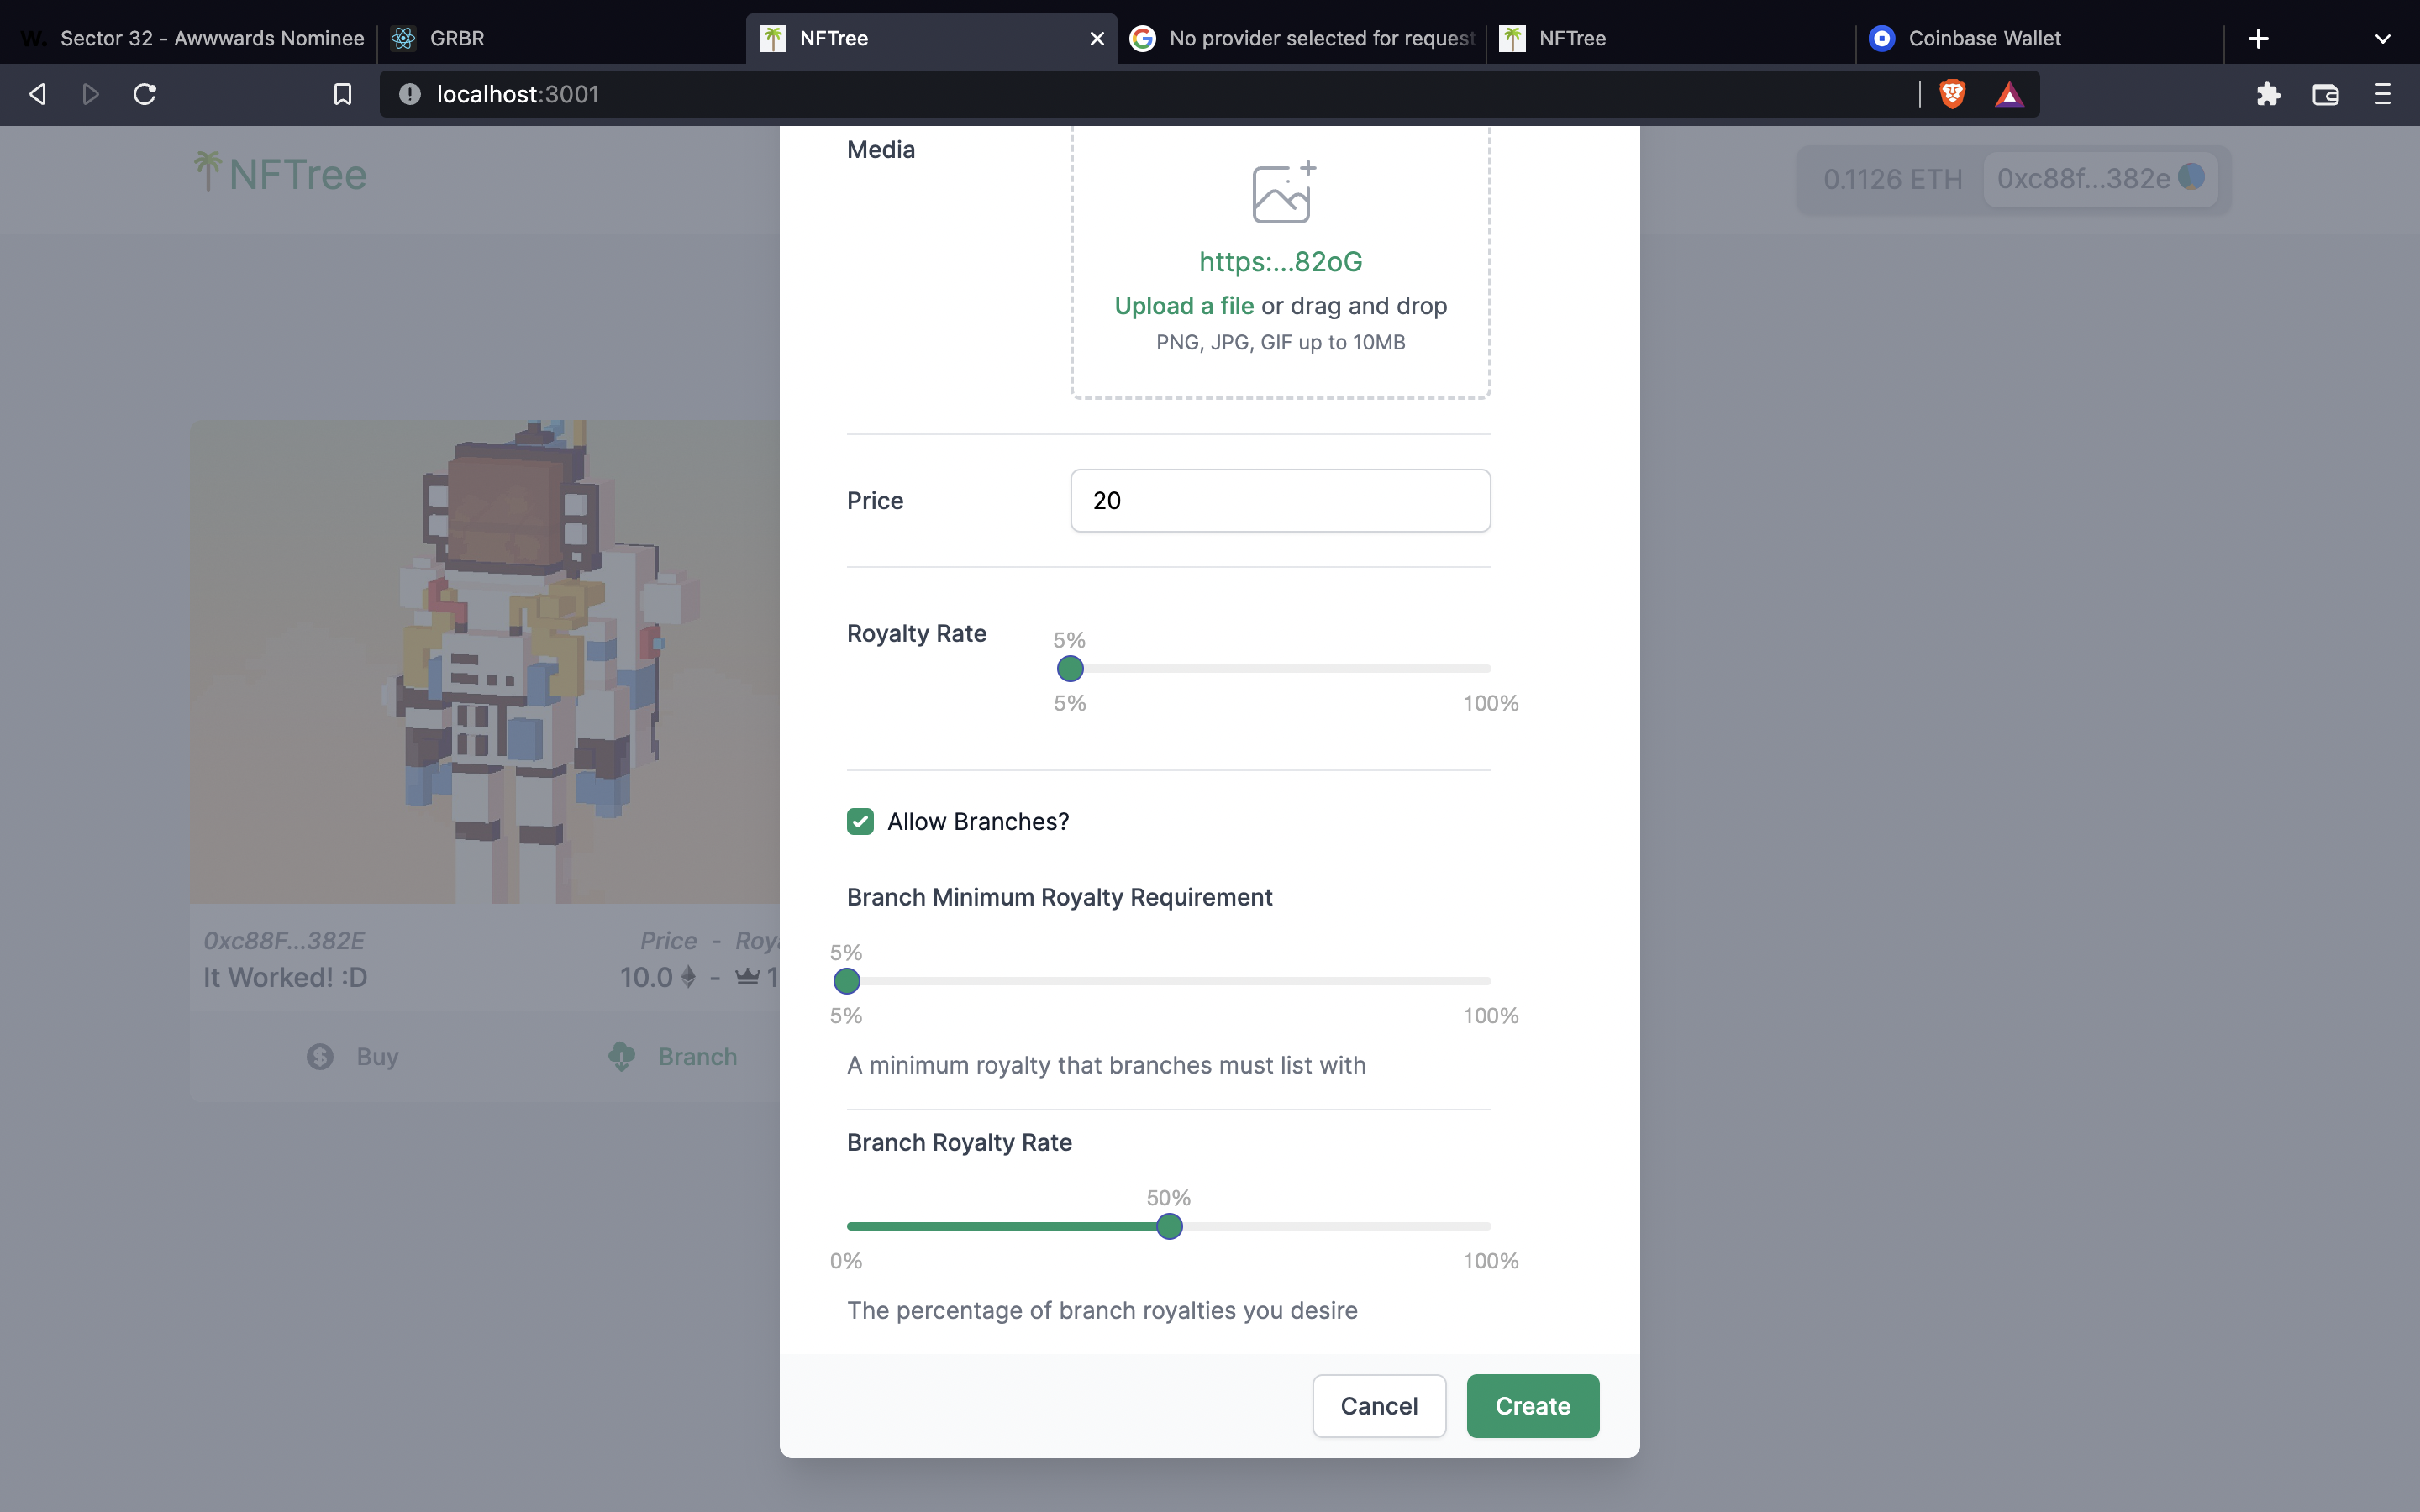 W. Sector 32 - Awwwards Nominee
GRBR
NFTree
No provider selected for request
NFTree
Coinbase Wallet
localhost:3001
NFTree
0.1126 ETH
0xc88f...382e
Media
https:...82oG
Upload a file or drag and drop
PNG, JPG, GIF up to 10MB
Price
20
Royalty Rate
5%
5%
100%
Allow Branches?
Branch Minimum Royalty Requirement
5%
5%
100%
A minimum royalty that branches must list with
Branch Royalty Rate
50%
0%
100%
The percentage of branch royalties you desire
Cancel
Create
0xc88F...382E
Price - Roya
It Worked! :D
10.0 - 1
Buy
Branch